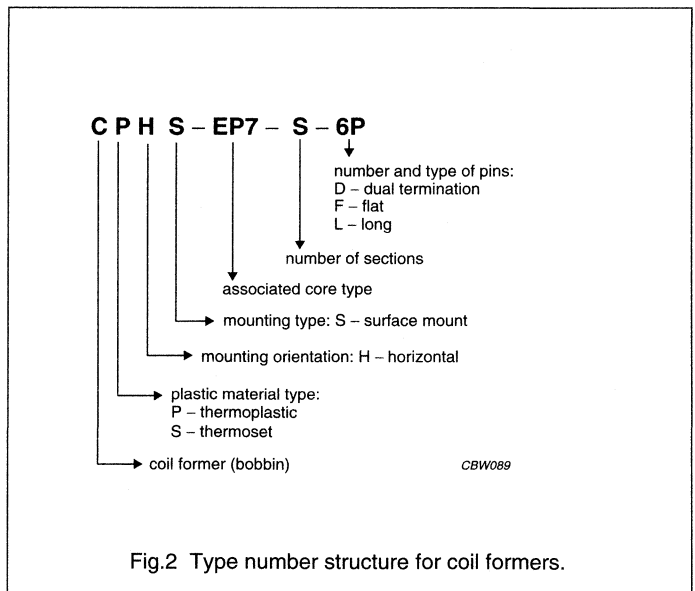 C P H S – EP7 – S – 6P
number and type of pins:
D – dual termination
F – flat
L – long
number of sections
associated core type
mounting type: S – surface mount
mounting orientation: H – horizontal
plastic material type:
P – thermoplastic
S – thermoset
coil former (bobbin)
CBW089
Fig.2 Type number structure for coil formers.